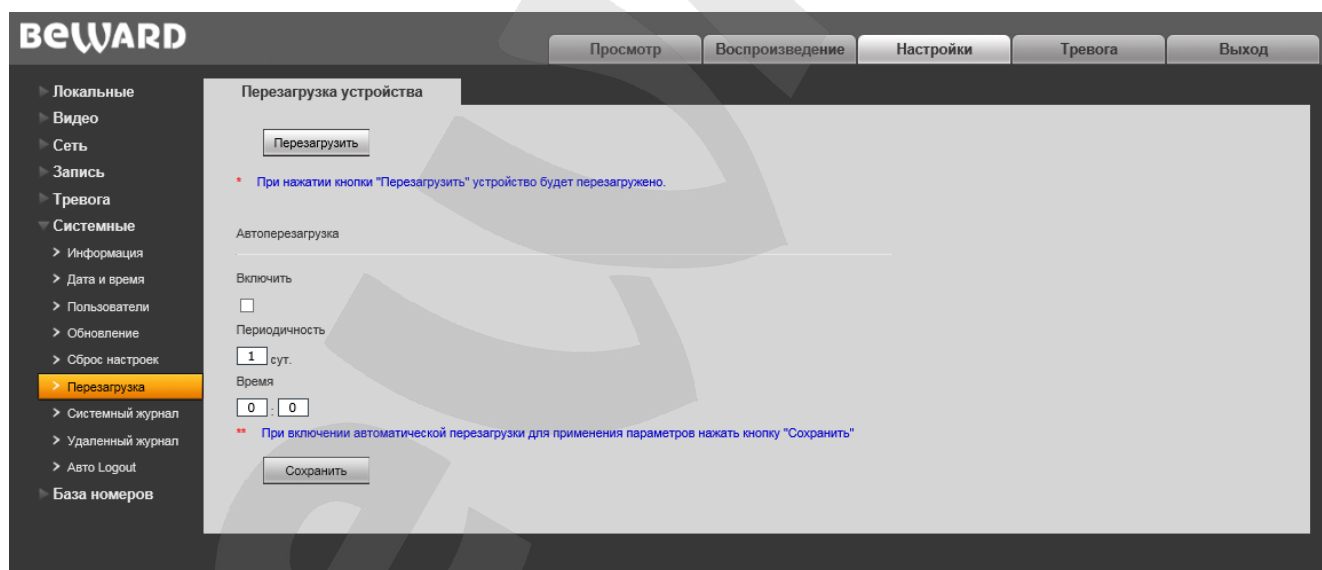 BEWARD
Просмотр Воспроизведение Настройки Тревога Выход
Локальные
Видео
Сеть
Запись
Тревога
Системные
Информация
Дата и время
Пользователи
Обновление
Сброс настроек
Перезагрузка
Системный журнал
Удаленный журнал
Авто Logout
База номеров
Перезагрузка устройства
Перезагрузить
* При нажатии кнопки "Перезагрузить" устройство будет перезагружено.
Автоперезагрузка
Включить
Периодичность
1 сут.
Время
0 : 0
** При включении автоматической перезагрузки для применения параметров нажать кнопку "Сохранить"
Сохранить